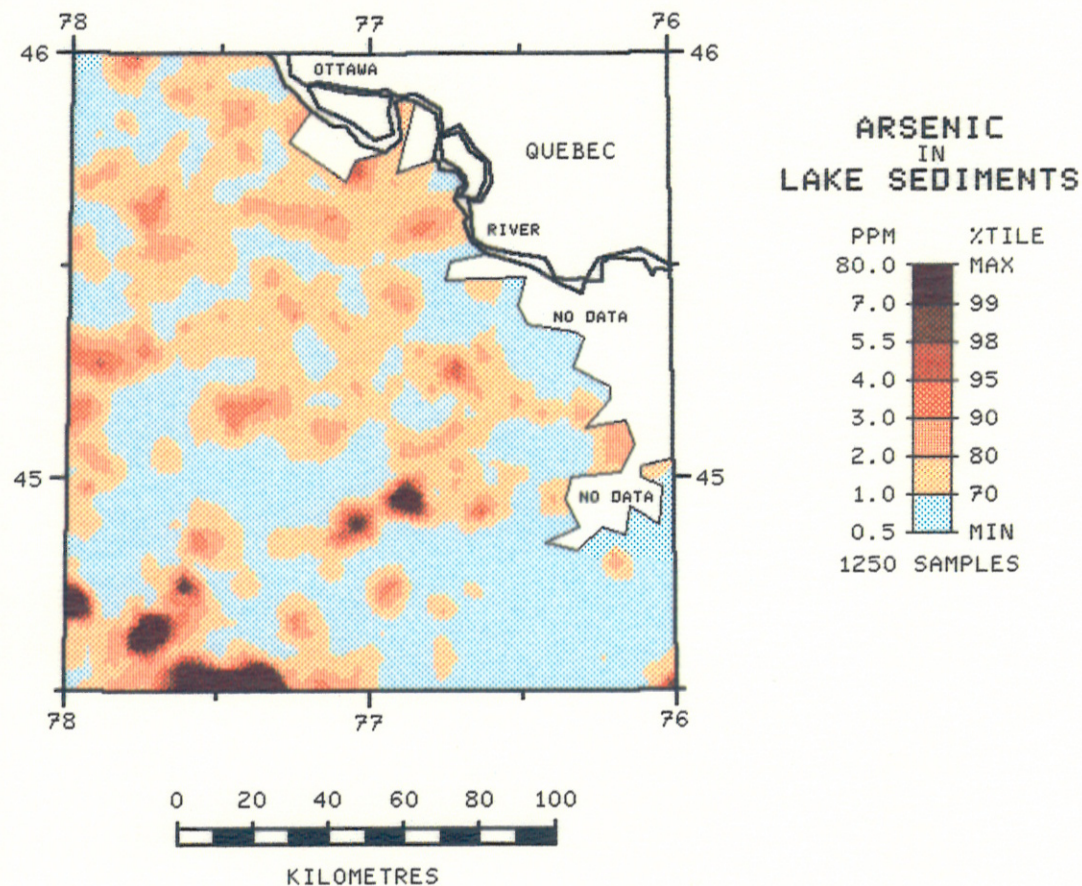 78 77 76
46 46
OTTAWA
QUEBEC
RIVER
NO DATA
45 45
NO DATA
78 77 76
0 20 40 60 80 100
KILOMETRES
ARSENIC
IN
LAKE SEDIMENTS
PPM %TILE
80.0 MAX
7.0 99
5.5 98
4.0 95
3.0 90
2.0 80
1.0 70
0.5 MIN
1250 SAMPLES